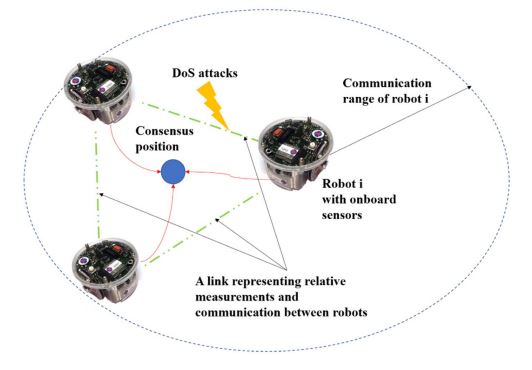 DoS attacks
Communication
range of robot i
Consensus
position
Robot i
with onboard
sensors
A link representing relative
measurements and
communication between robots